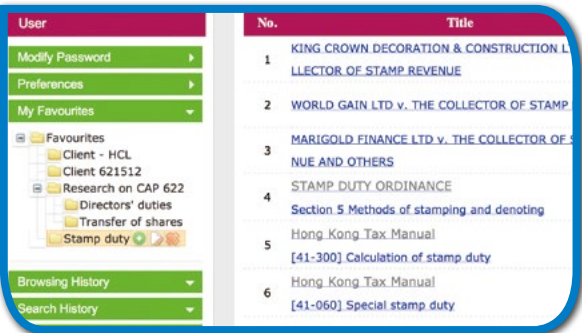 User
Modify Password
Preferences
My Favourites
Favourites
Client - HCL
Client 621512
Research on CAP 622
Directors' duties
Transfer of shares
Stamp duty
Browsing History
Search History
No. Title
1 KING CROWN DECORATION & CONSTRUCTION
LLECTOR OF STAMP REVENUE
2 WORLD GAIN LTD v. THE COLLECTOR OF STAMP
3 MARIGOLD FINANCE LTD v. THE COLLECTOR OF
NUE AND OTHERS
4 STAMP DUTY ORDINANCE
Section 5 Methods of stamping and denoting
5 Hong Kong Tax Manual
[41-300] Calculation of stamp duty
6 Hong Kong Tax Manual
[41-060] Special stamp duty